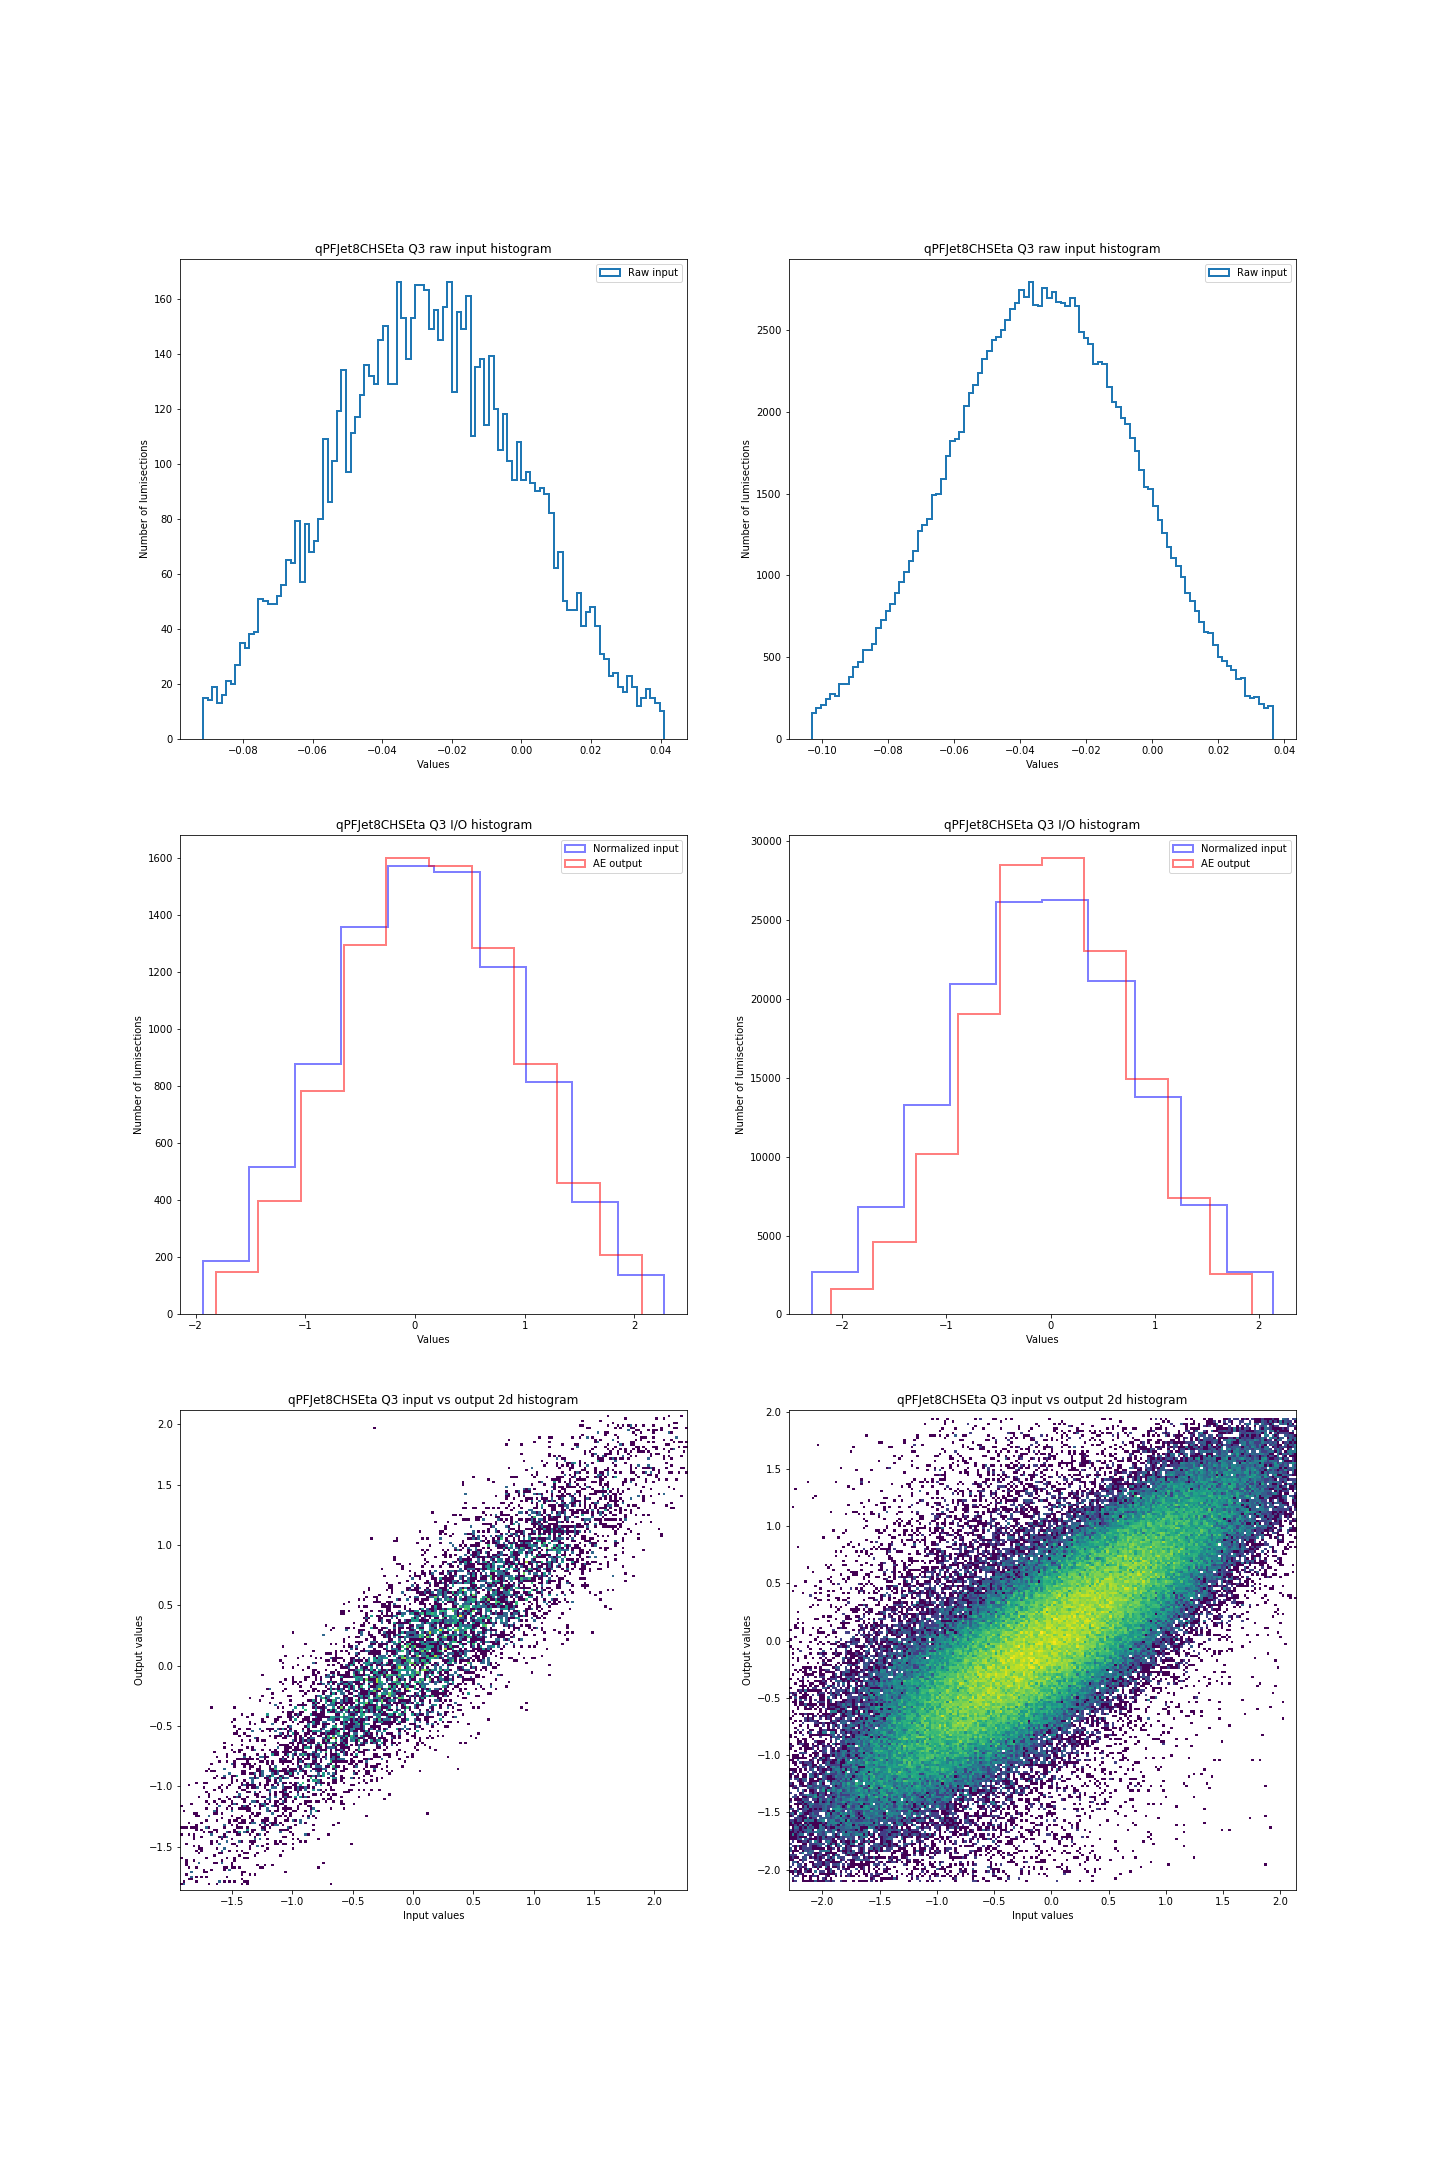 qPFJet8CHSEta Q3 raw input histogram
Raw input
160
140
120
100
80
60
40
20
0
Number of lumisections
−0.08 −0.06 −0.04 −0.02 0.00 0.02 0.04
Values
qPFJet8CHSEta Q3 raw input histogram
Raw input
2500
2000
1500
1000
500
0
Number of lumisections
−0.10 −0.08 −0.06 −0.04 −0.02 0.00 0.02 0.04
Values
qPFJet8CHSEta Q3 I/O histogram
Normalized input
AE output
1600
1400
1200
1000
800
600
400
200
0
Number of lumisections
−2 −1 0 1 2
Values
qPFJet8CHSEta Q3 I/O histogram
Normalized input
AE output
30000
25000
20000
15000
10000
5000
0
Number of lumisections
−2 −1 0 1 2
Values
qPFJet8CHSEta Q3 input vs output 2d histogram
2.0
1.5
1.0
0.5
0.0
−0.5
−1.0
−1.5
Output values
−1.5 −1.0 −0.5 0.0 0.5 1.0 1.5 2.0
Input values
qPFJet8CHSEta Q3 input vs output 2d histogram
2.0
1.5
1.0
0.5
0.0
−0.5
−1.0
−1.5
−2.0
Output values
−2.0 −1.5 −1.0 −0.5 0.0 0.5 1.0 1.5 2.0
Input values